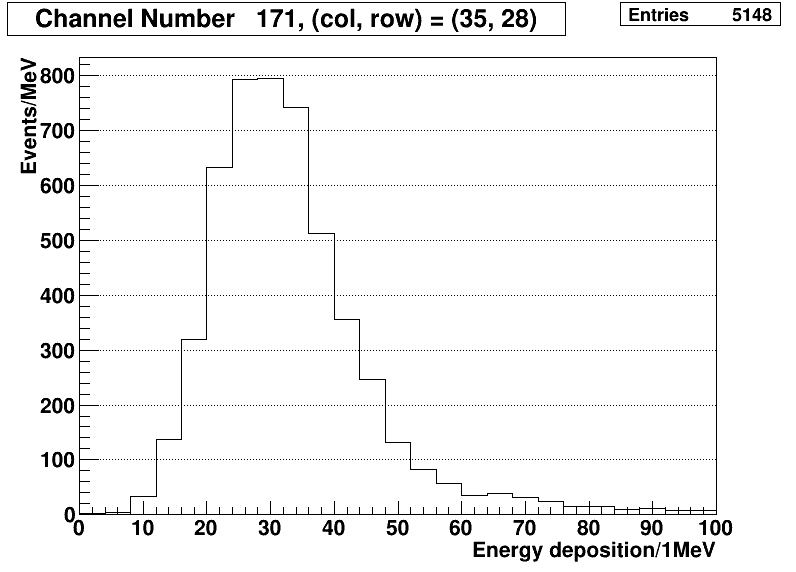 Channel Number 171, (col, row) = (35, 28)
Entries 5148
Events/MeV
800
700
600
500
400
300
200
100
0
0 10 20 30 40 50 60 70 80 90 100
Energy deposition/1MeV